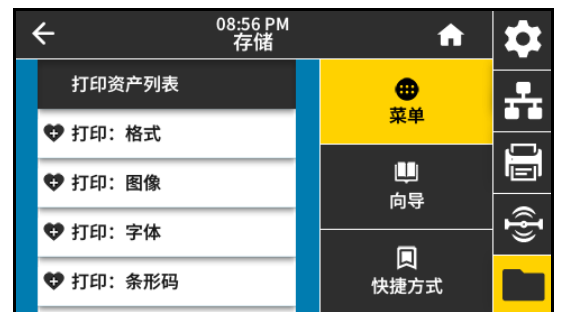 08:56 PM
存储
打印资产列表
打印：格式
打印：图像
打印：字体
打印：条形码
菜单
向导
快捷方式